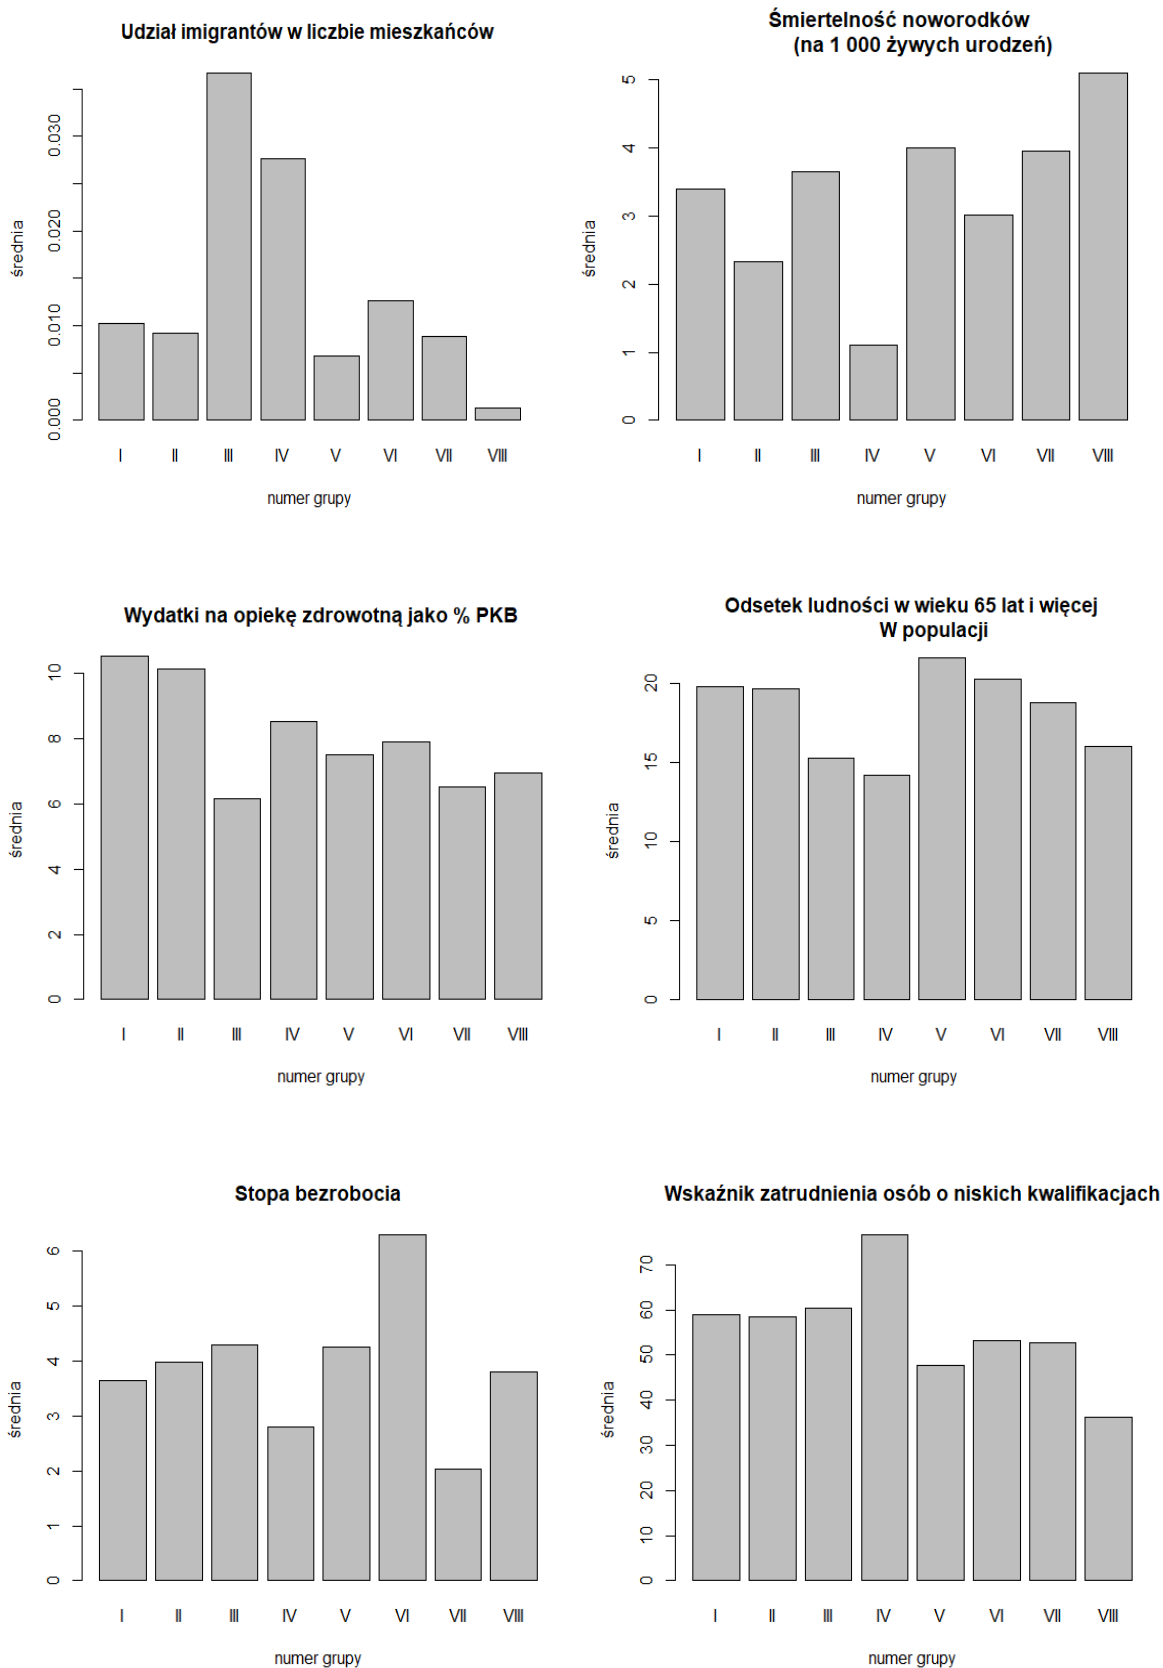 Udział imigrantów w liczbie mieszkańców
średnia
0.000
0.010
0.020
0.030
I II III IV V VI VII VIII
numer grupy
Śmiertelność noworodków
(na 1 000 żywych urodzeń)
średnia
0
1
2
3
4
5
I II III IV V VI VII VIII
numer grupy
Wydatki na opiekę zdrowotną jako % PKB
średnia
0
2
4
6
8
10
I II III IV V VI VII VIII
numer grupy
Odsetek ludności w wieku 65 lat i więcej
W populacji
średnia
0
5
10
15
20
I II III IV V VI VII VIII
numer grupy
Stopa bezrobocia
średnia
0
1
2
3
4
5
6
I II III IV V VI VII VIII
numer grupy
Wskaźnik zatrudnienia osób o niskich kwalifikacjach
średnia
0
10
20
30
40
50
60
70
I II III IV V VI VII VIII
numer grupy